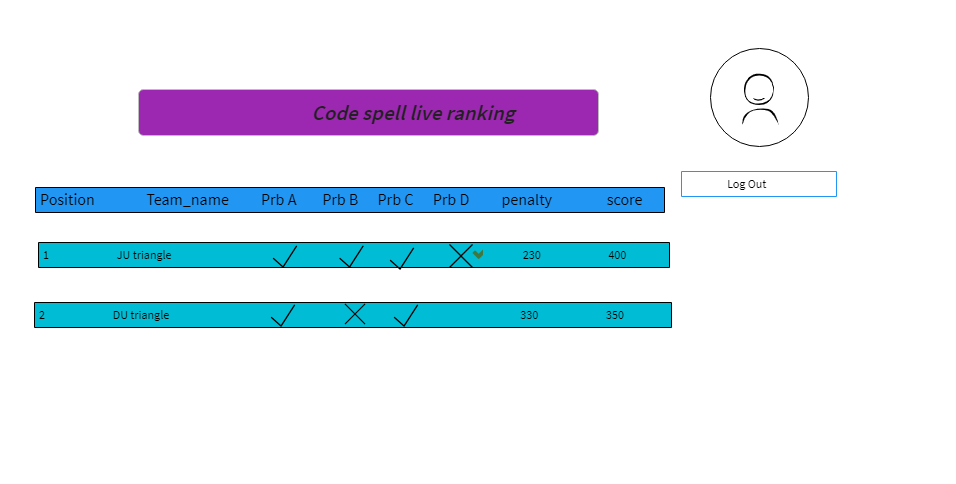 Code spell live ranking
Log Out
Position Team_name Prb A Prb B Prb C Prb D penalty score
1 JU triangle 230 400
2 DU triangle 330 350